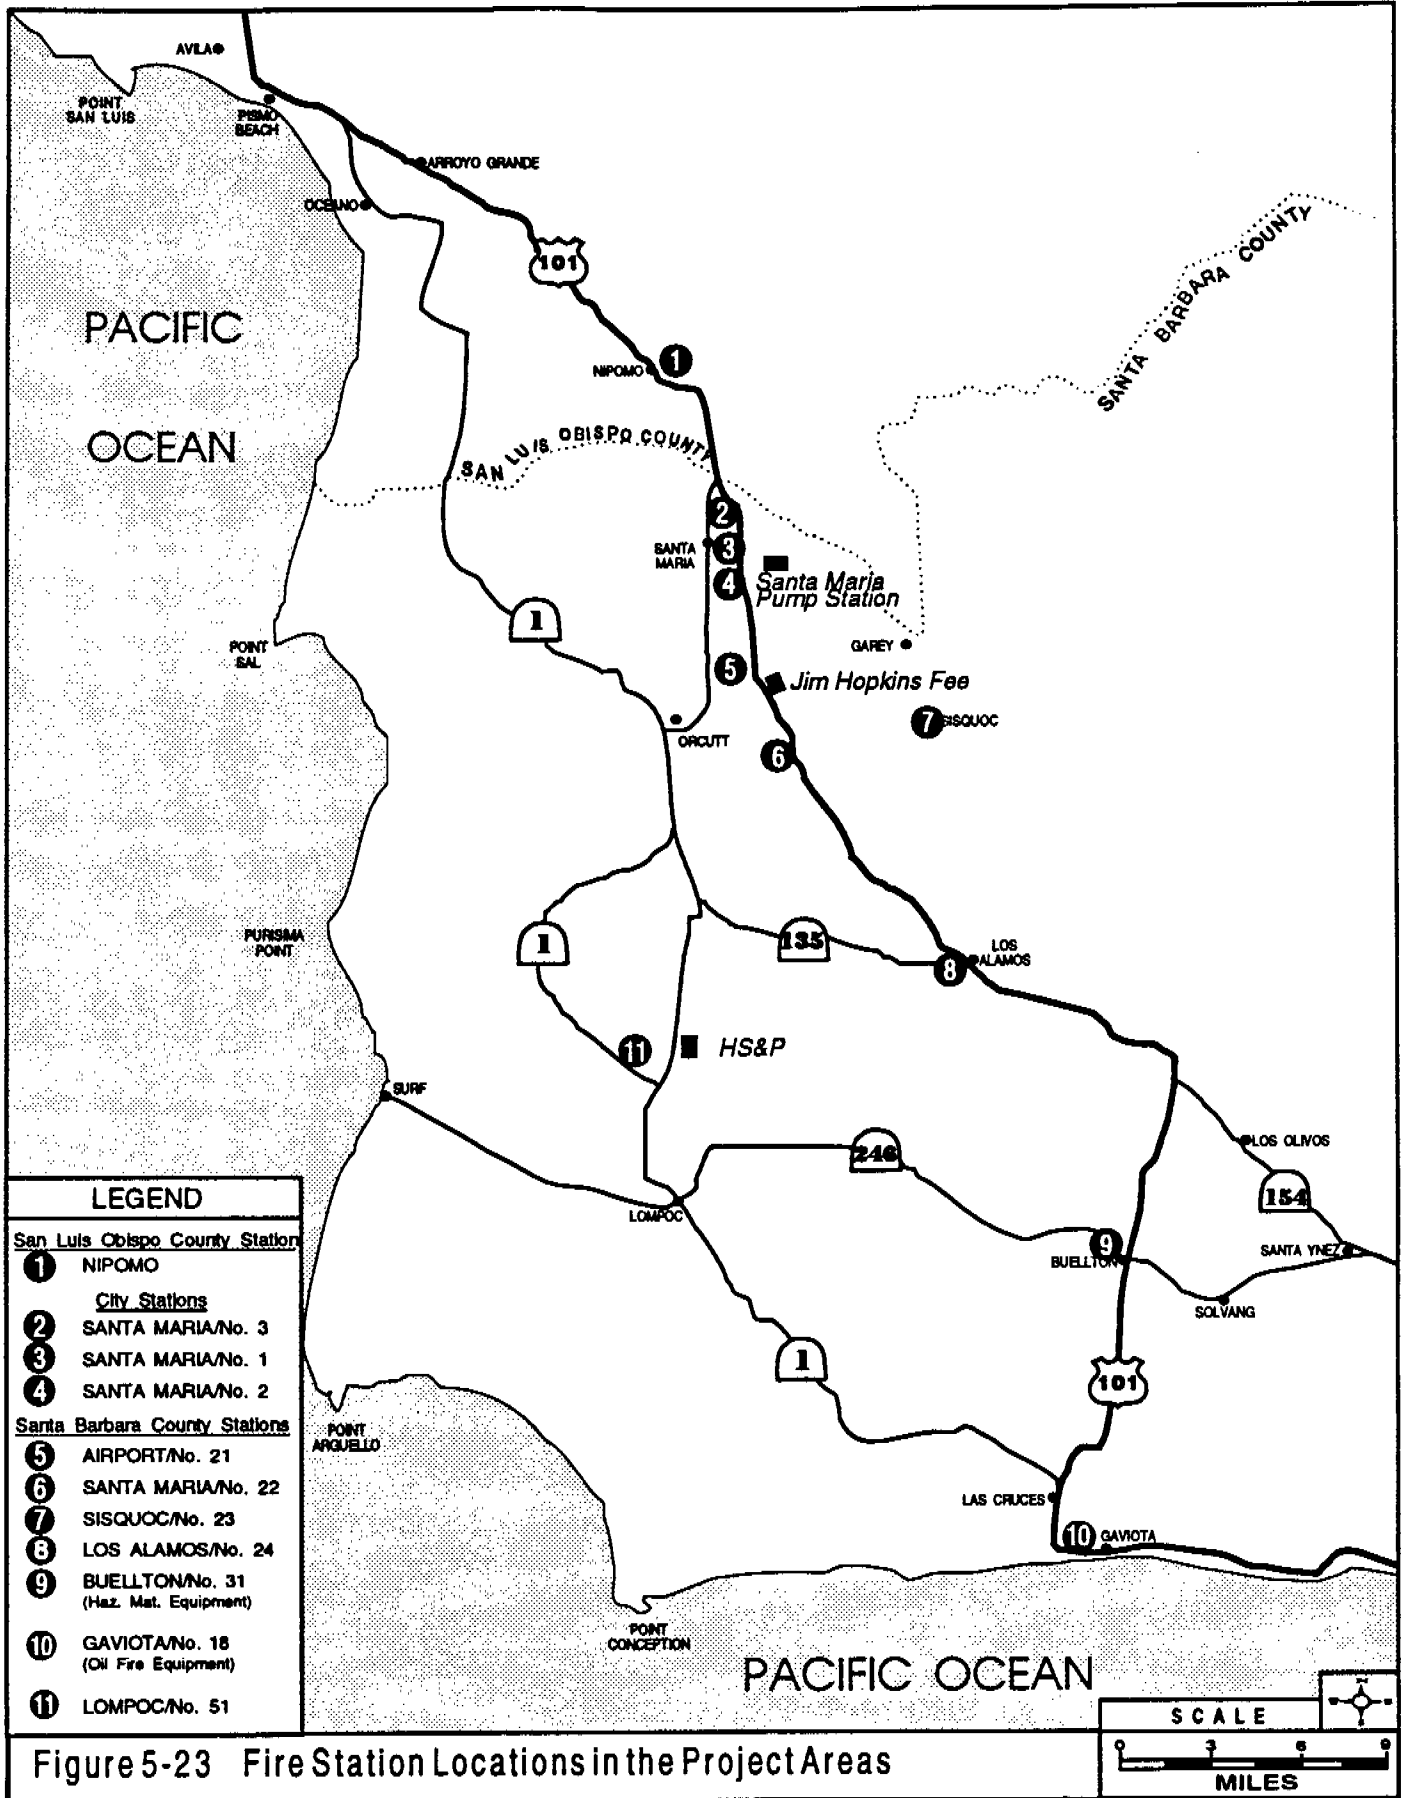 AVILA
POINT
SAN LUIS
PISMO
BEACH
ARROYO GRANDE
OCEANO
101
SANTA BARBARA COUNTY
PACIFIC
OCEAN
NIPOMO
1
SAN LUIS OBISPO COUNTY
2
SANTA
MARIA
3
4
Santa Maria
Pump Station
1
GAREY
POINT
SAL
5
Jim Hopkins Fee
7
SISQUOC
ORCUTT
6
PURISIMA
POINT
1
135
LOS
ALAMOS
8
11
HS&P
SURF
246
LOS OLIVOS
154
LOMPOC
9
BUELLTON
SANTA YNEZ
SOLVANG
1
101
POINT
ARGUELLO
LAS CRUCES
10
GAVIOTA
POINT
CONCEPTION
PACIFIC OCEAN
LEGEND
San Luis Obispo County Station
1 NIPOMO
City Stations
2 SANTA MARIA/No. 3
3 SANTA MARIA/No. 1
4 SANTA MARIA/No. 2
Santa Barbara County Stations
5 AIRPORT/No. 21
6 SANTA MARIA/No. 22
7 SISQUOC/No. 23
8 LOS ALAMOS/No. 24
9 BUELLTON/No. 31
(Haz. Mat. Equipment)
10 GAVIOTA/No. 18
(Oil Fire Equipment)
11 LOMPOC/No. 51
SCALE
0 3 6 9
MILES
Figure 5-23 Fire Station Locations in the Project Areas